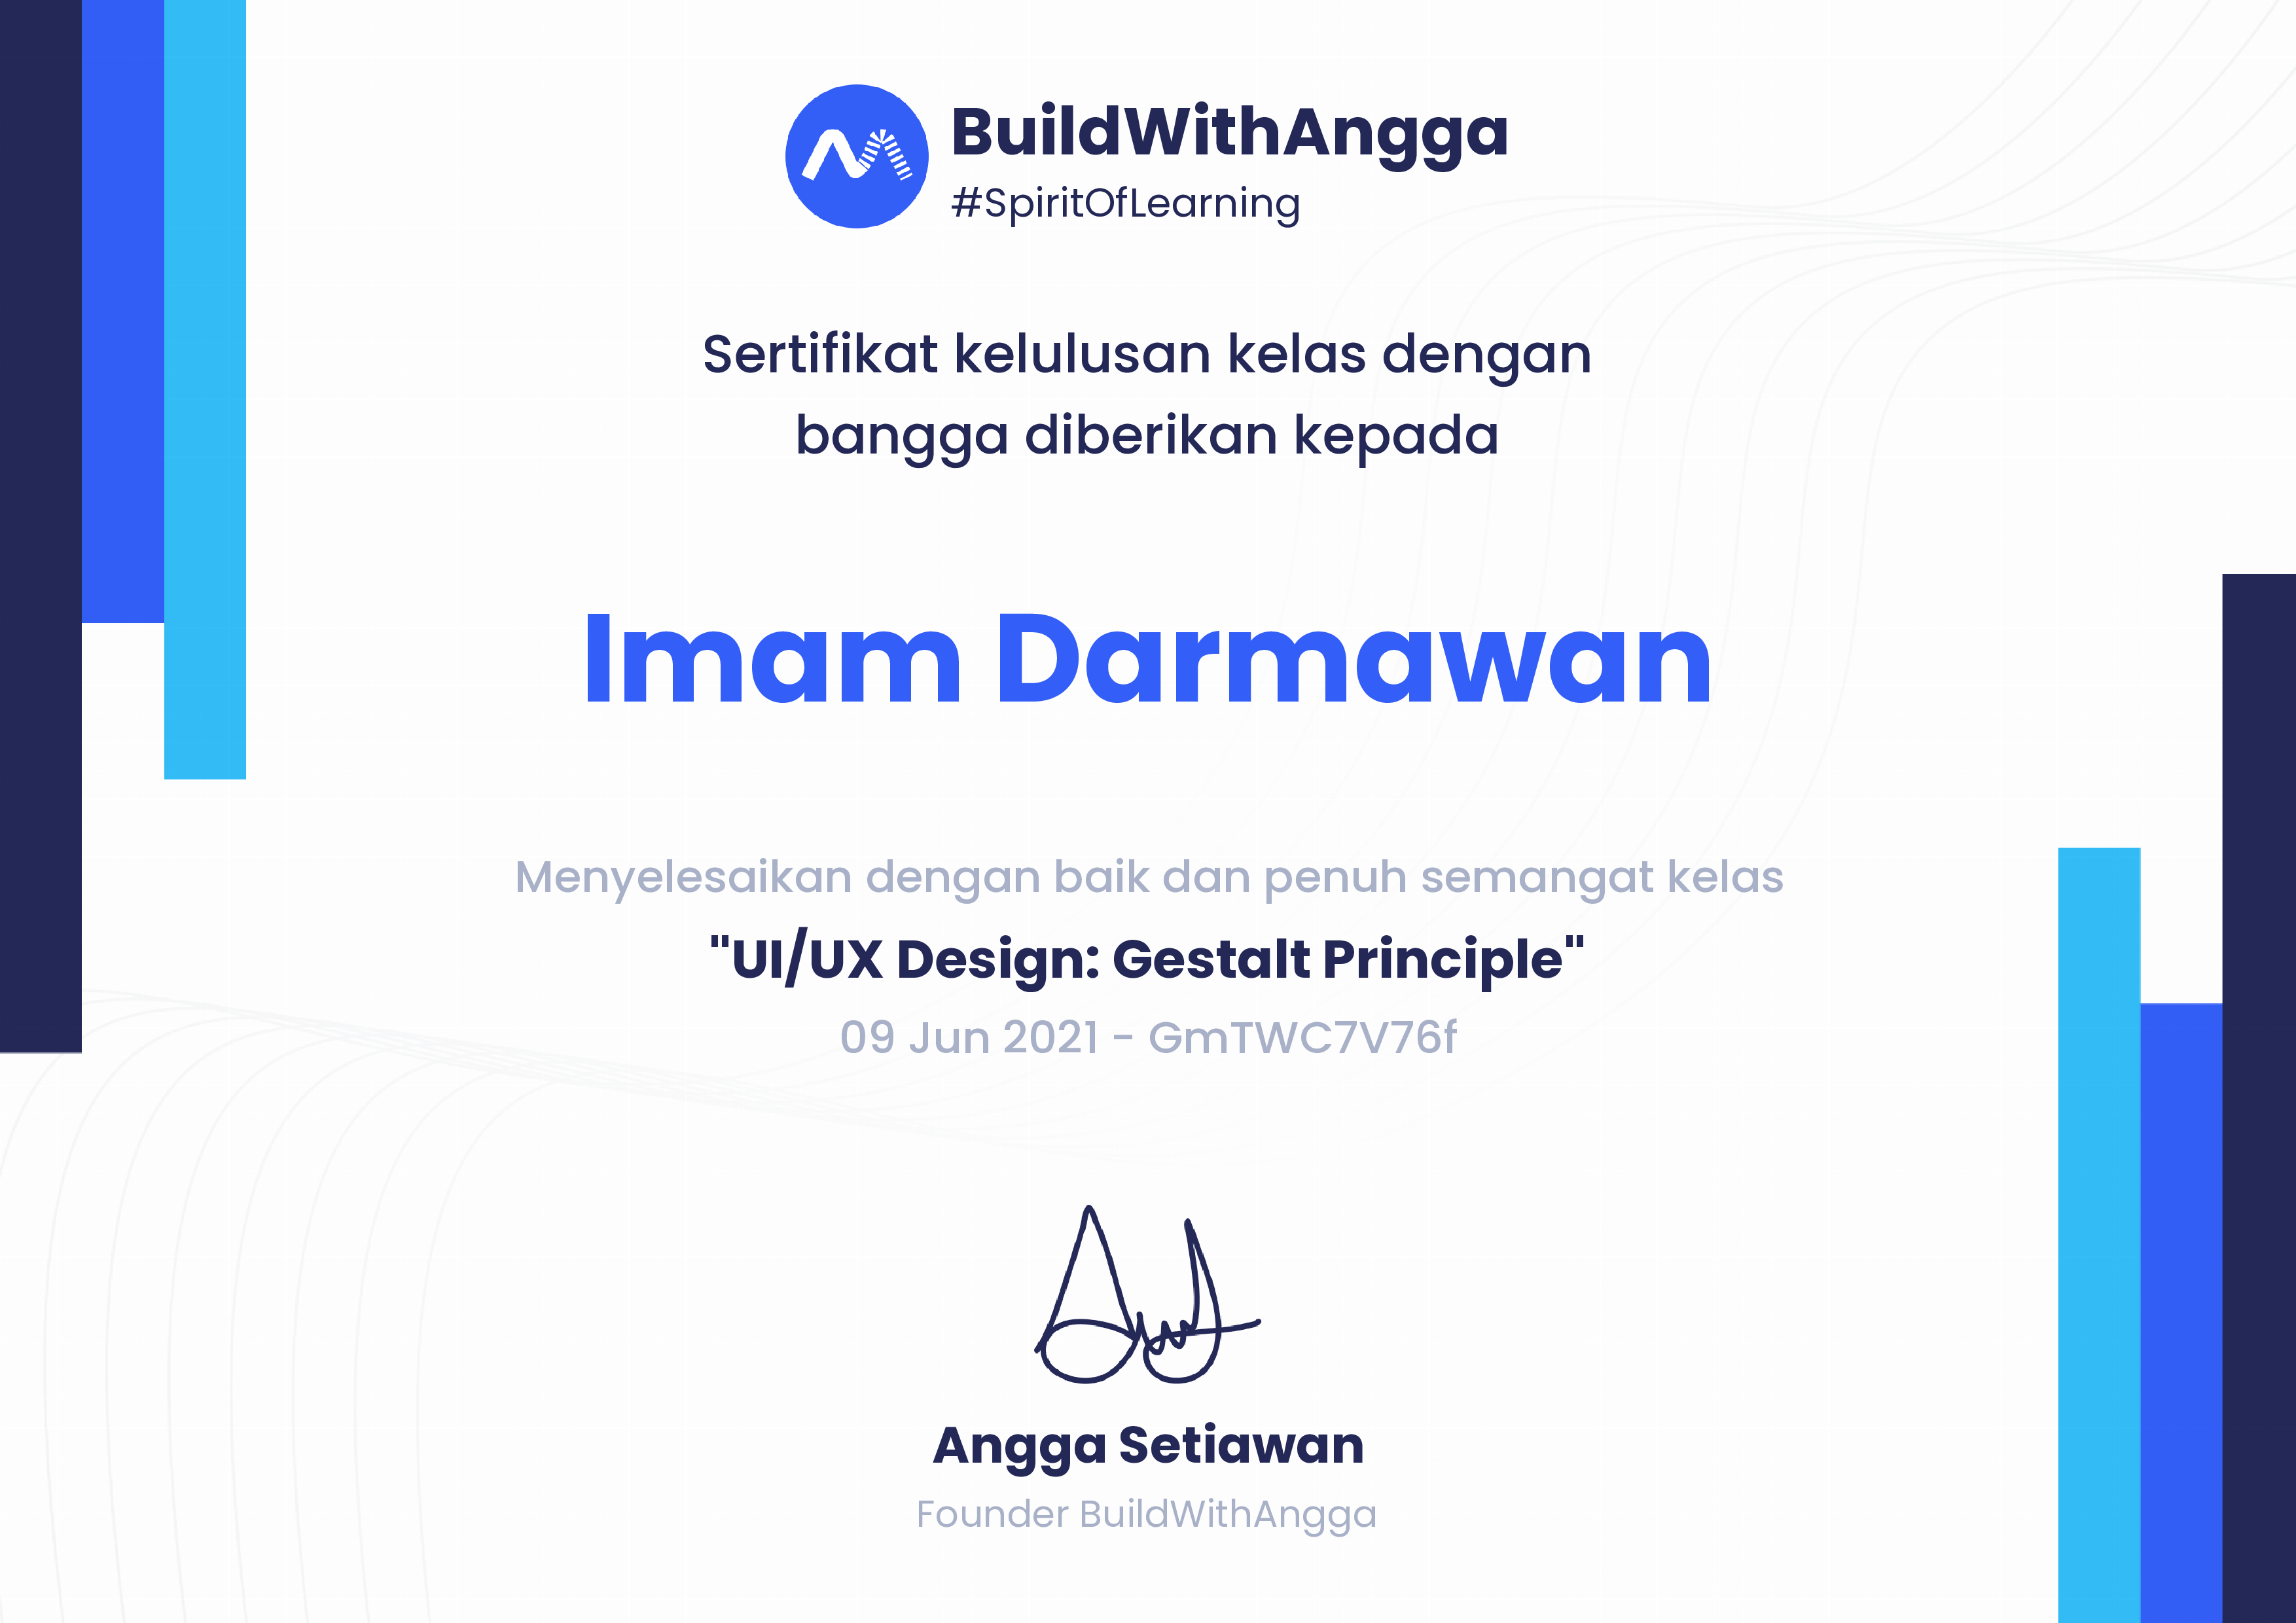 BuildWithAngga
#SpiritOfLearning
Sertifikat kelulusan kelas dengan
bangga diberikan kepada
Imam Darmawan
Menyelesaikan dengan baik dan penuh semangat kelas
"UI/UX Design: Gestalt Principle"
09 Jun 2021 - GmTWC7V76f
Angga Setiawan
Founder BuildWithAngga